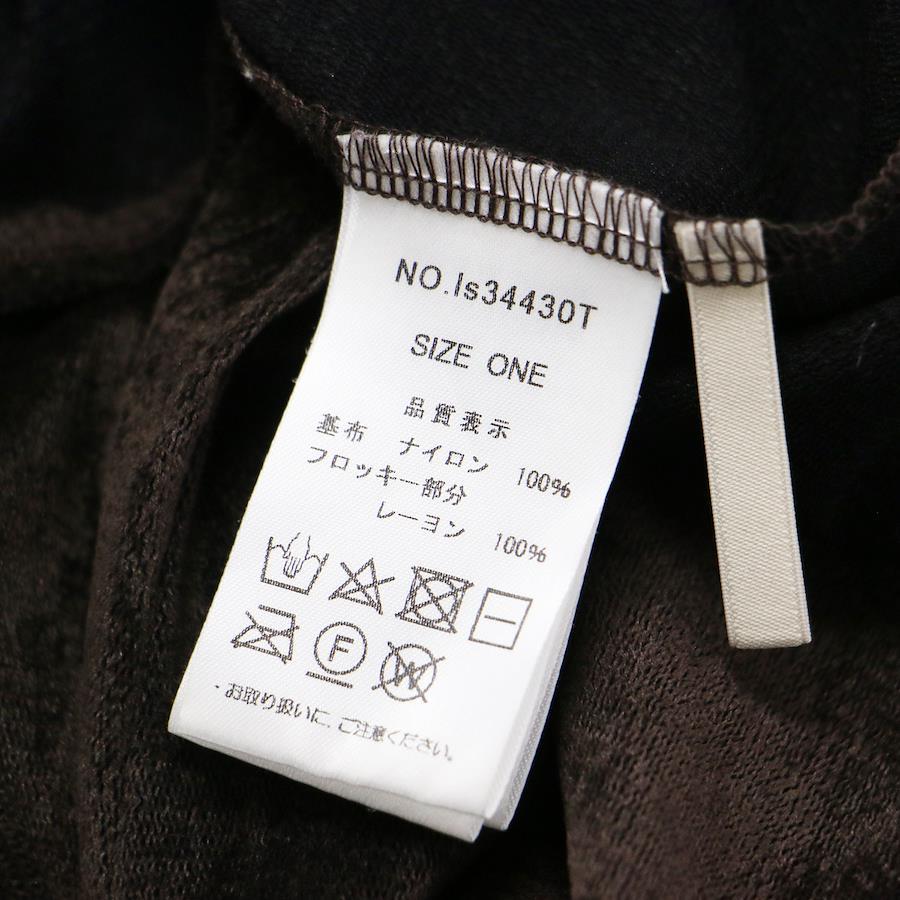 NO.ls34430T
SIZE ONE
品質表示
基布 ナイロン 100%
フロッキー部分
レーヨン 100%
F
W
・お取り扱いに、ご注意ください。